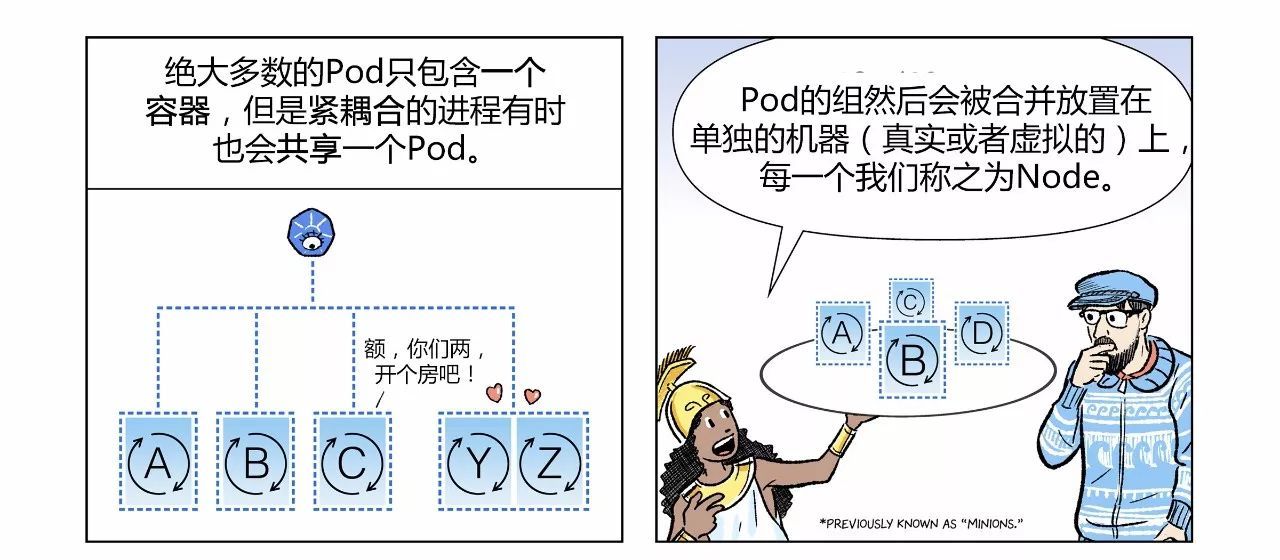 绝大多数的Pod只包含一个
容器，但是紧耦合的进程有时
也会共享一个Pod。
额，你们两，
开个房吧！
A
B
C
Y
Z
Pod的组然后会被合并放置在
单独的机器（真实或者虚拟的）上，
每一个我们称之为Node。
C
A
B
D
*PREVIOUSLY KNOWN AS “MINIONS.”